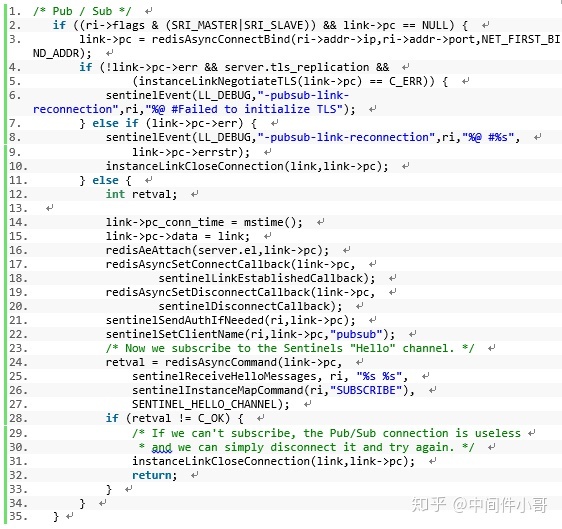 1. /* Pub / Sub */ ↵
2. if ((ri->flags & (SRI_MASTER|SRI_SLAVE)) && link->pc == NULL) { ↵
3. link->pc = redisAsyncConnectBind(ri->addr->ip,ri->addr->port,NET_FIRST_BI
ND_ADDR); ↵
4. if (!link->pc->err && server.tls_replication && ↵
5. (instanceLinkNegotiateTLS(link->pc) == C_ERR)) { ↵
6. sentinelEvent(LL_DEBUG,"-pubsub-link-
reconnection",ri,"%@ #Failed to initialize TLS"); ↵
7. } else if (link->pc->err) { ↵
8. sentinelEvent(LL_DEBUG,"-pubsub-link-reconnection",ri,"%@ #%s", ↵
9. link->pc->errstr); ↵
10. instanceLinkCloseConnection(link,link->pc); ↵
11. } else { ↵
12. int retval; ↵
13. ↵
14. link->pc_conn_time = mstime(); ↵
15. link->pc->data = link; ↵
16. redisAeAttach(server.el,link->pc); ↵
17. redisAsyncSetConnectCallback(link->pc, ↵
18. sentinelLinkEstablishedCallback); ↵
19. redisAsyncSetDisconnectCallback(link->pc, ↵
20. sentinelDisconnectCallback); ↵
21. sentinelSendAuthIfNeeded(ri,link->pc); ↵
22. sentinelSetClientName(ri,link->pc,"pubsub"); ↵
23. /* Now we subscribe to the Sentinels "Hello" channel. */ ↵
24. retval = redisAsyncCommand(link->pc, ↵
25. sentinelReceiveHelloMessages, ri, "%s %s", ↵
26. sentinelInstanceMapCommand(ri,"SUBSCRIBE"), ↵
27. SENTINEL_HELLO_CHANNEL); ↵
28. if (retval != C_OK) { ↵
29. /* If we can't subscribe, the Pub/Sub connection is useless ↵
30. * and we can simply disconnect it and try again. */ ↵
31. instanceLinkCloseConnection(link,link->pc); ↵
32. return; ↵
33. } ↵
34. } ↵
35. } ↵
知乎 @中间件小哥